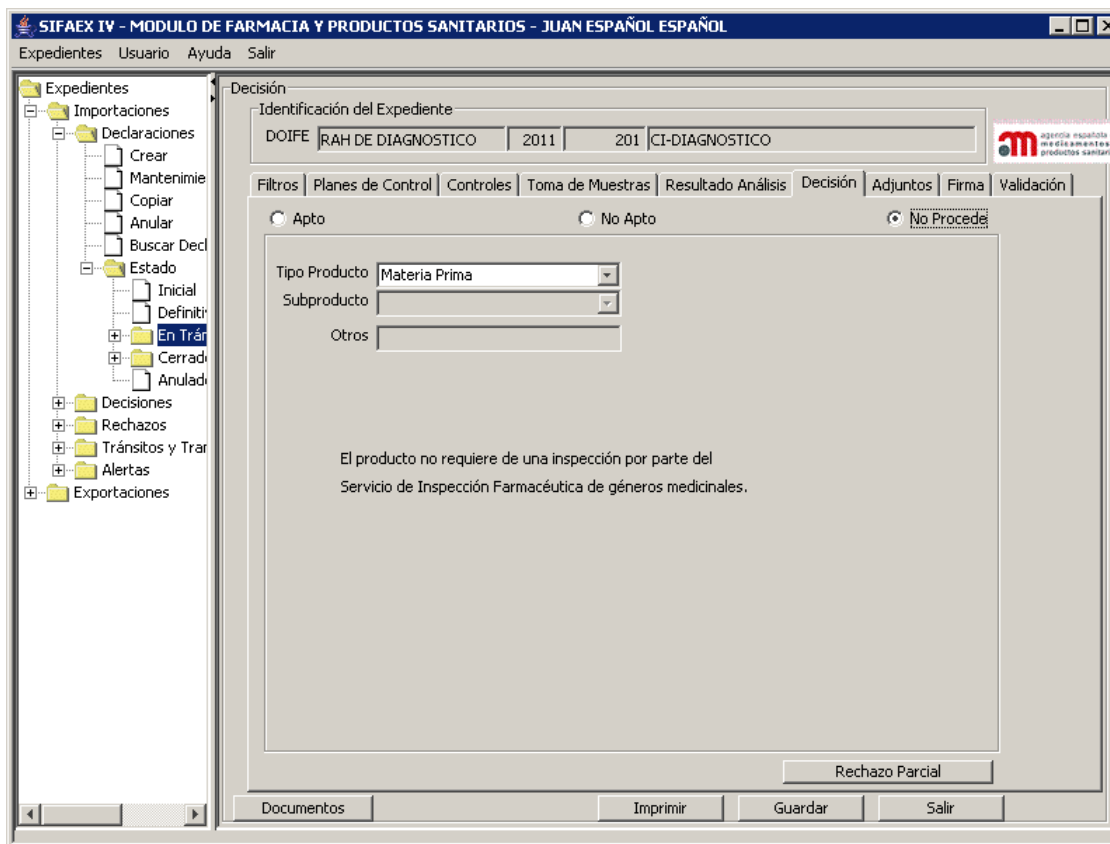 SIFAEX IV - MODULO DE FARMACIA Y PRODUCTOS SANITARIOS - JUAN ESPAÑOL ESPAÑOL
Expedientes Usuario Ayuda Salir
Expedientes
Importaciones
Declaraciones
Crear
Mantenimie
Copiar
Anular
Buscar Decl
Estado
Inicial
Definiti
En Trár
Cerrad
Anulad
Decisiones
Rechazos
Tránsitos y Trar
Alertas
Exportaciones
Decisión
Identificación del Expediente
DOIFE RAH DE DIAGNOSTICO 2011 201 CI-DIAGNOSTICO
agencia española
medicamentos
productos sanitari
Filtros Planes de Control Controles Toma de Muestras Resultado Análisis Decisión Adjuntos Firma Validación
Apto No Apto No Procede
Tipo Producto Materia Prima
Subproducto
Otros
El producto no requiere de una inspección por parte del
Servicio de Inspección Farmacéutica de géneros medicinales.
Rechazo Parcial
Documentos Imprimir Guardar Salir